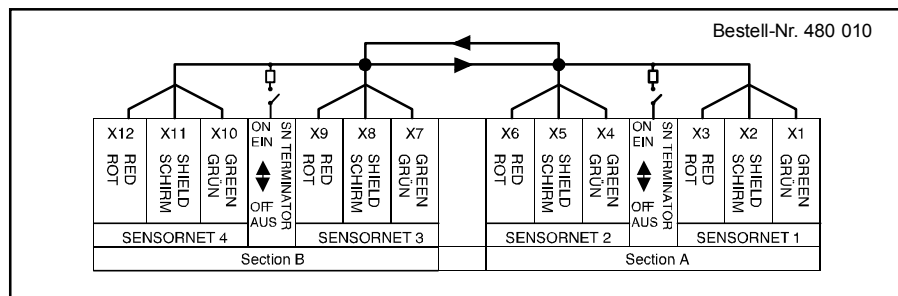 Bestell-Nr. 480 010
X12 X11 X10 ON EIN SN TERMINATOR X9 X8 X7 X6 X5 X4 ON EIN SN TERMINATOR X3 X2 X1
RED ROT SHIELD SCHIRM GREEN GRÜN OFF AUS RED ROT SHIELD SCHIRM GREEN GRÜN RED ROT SHIELD SCHIRM GREEN GRÜN OFF AUS RED ROT SHIELD SCHIRM GREEN GRÜN
SENSORNET 4 SENSORNET 3 SENSORNET 2 SENSORNET 1
Section B Section A